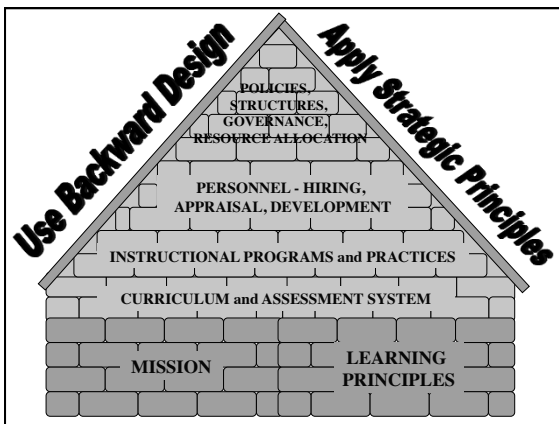 Use Backward Design
Apply Strategic Principles
POLICIES,
STRUCTURES,
GOVERNANCE,
RESOURCE ALLOCATION
PERSONNEL - HIRING,
APPRAISAL, DEVELOPMENT
INSTRUCTIONAL PROGRAMS and PRACTICES
CURRICULUM and ASSESSMENT SYSTEM
MISSION
LEARNING
PRINCIPLES